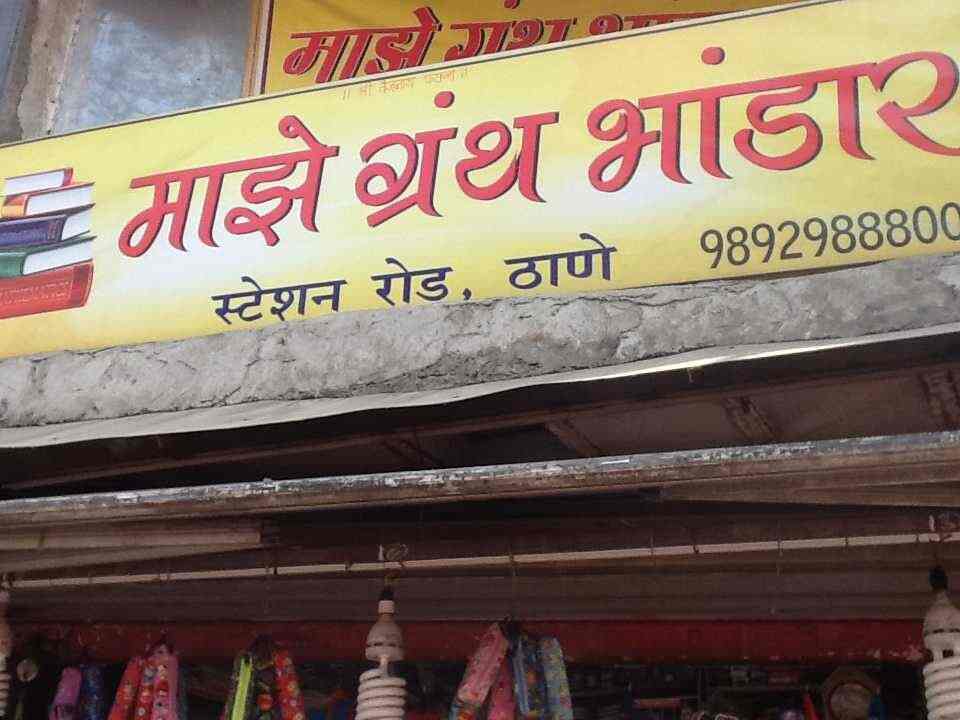 माझे ग्रंथ
माझे ग्रंथ भांडार
स्टेशन रोड, ठाणे 9892988800